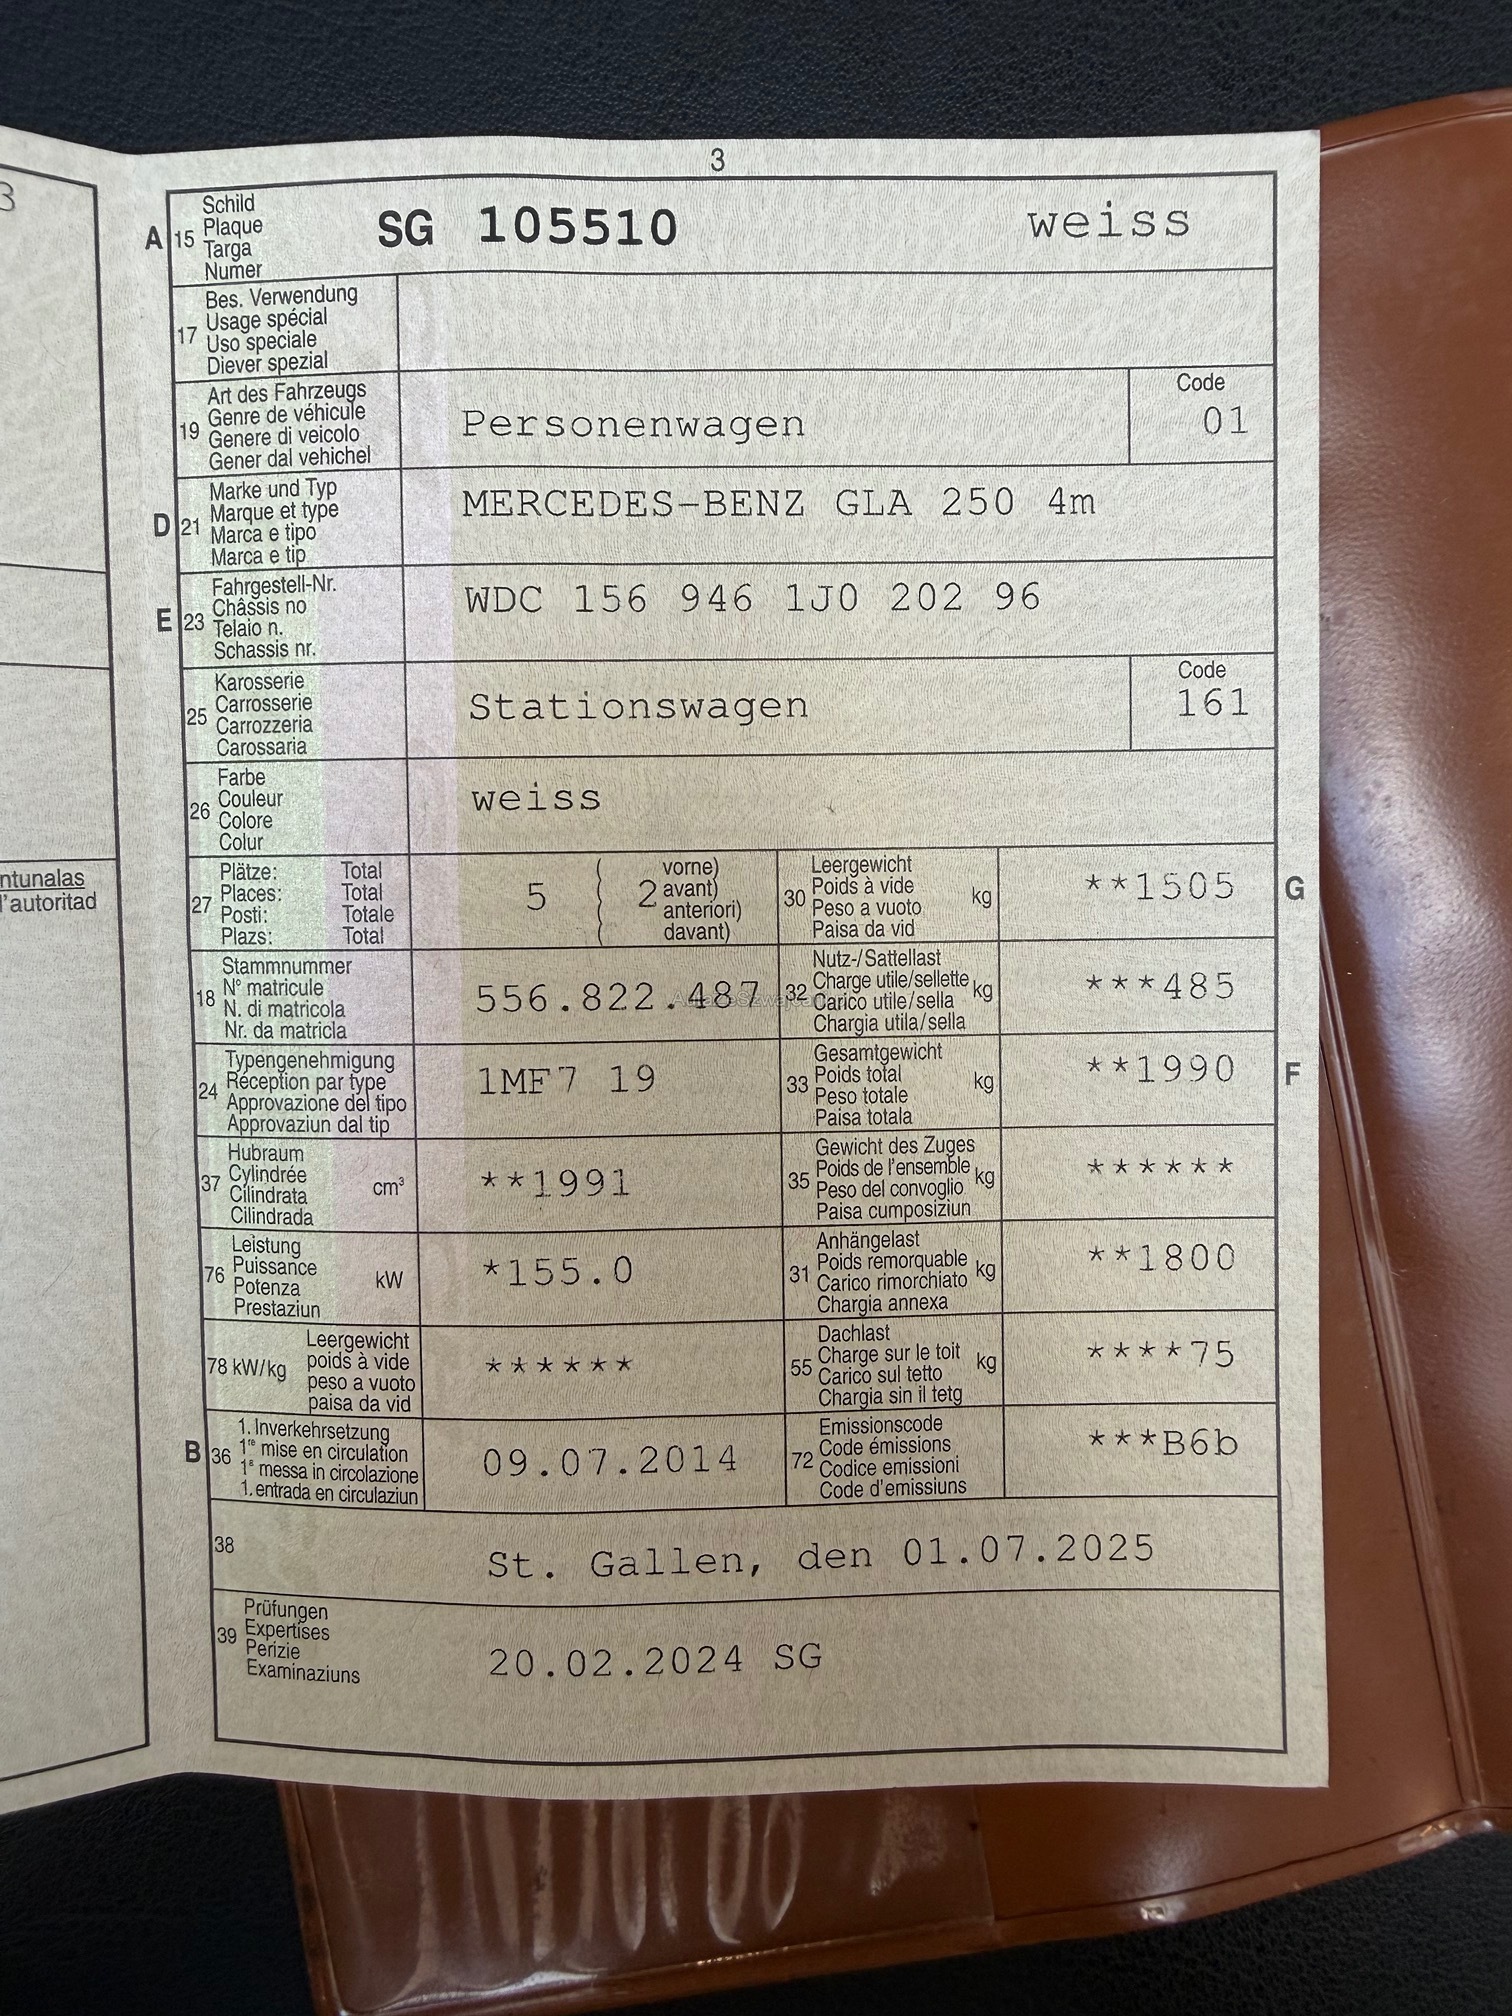 3
3
A 15 Schild
Plaque
Targa
Numer
SG 105510 weiss
17 Bes. Verwendung
Usage spécial
Uso speciale
Diever spezial
19 Art des Fahrzeugs
Genre de véhicule
Genere di veicolo
Gener dal vehichel
Personenwagen
Code
01
D 21 Marke und Typ
Marque et type
Marca e tipo
Marca e tip
MERCEDES-BENZ GLA 250 4m
E 23 Fahrgestell-Nr.
Châssis no
Telaio n.
Schassis nr.
WDC 156 946 1J0 202 96
25 Karosserie
Carrosserie
Carrozzeria
Carossaria
Stationswagen
Code
161
26 Farbe
Couleur
Colore
Colur
weiss
ntunalas
l'autoritad
27 Plätze: Total
Places: Total
Posti: Totale
Plazs: Total
5 2 vorne)
avant)
anteriori)
davant)
30 Leergewicht
Poids à vide
Peso a vuoto
Paisa da vid
kg
**1505 G
18 Stammnummer
N° matricule
N. di matricola
Nr. da matricla
556.822.487
32 Nutz-/Sattellast
Charge utile/sellette
Carico utile/sella
Chargia utila/sella
kg
***485
24 Typengenehmigung
Réception par type
Approvazione del tipo
Approvaziun dal tip
1MF7 19
33 Gesamtgewicht
Poids total
Peso totale
Paisa totala
kg
**1990 F
37 Hubraum
Cylindrée
Cilindrata
Cilindrada
cm³
**1991
35 Gewicht des Zuges
Poids de l'ensemble
Peso del convoglio
Paisa cumposiziun
kg
******
76 Leistung
Puissance
Potenza
Prestaziun
kW
*155.0
31 Anhängelast
Poids remorquable
Carico rimorchiato
Chargia annexa
kg
**1800
78 kW/kg Leergewicht
poids à vide
peso a vuoto
paisa da vid
******
55 Dachlast
Charge sur le toit
Carico sul tetto
Chargia sin il tetg
kg
****75
B 36 1. Inverkehrsetzung
1re mise en circulation
1a messa in circolazione
1. entrada en circulaziun
09.07.2014
72 Emissionscode
Code émissions
Codice emissioni
Code d'emissiuns
***B6b
38 St. Gallen, den 01.07.2025
39 Prüfungen
Expertises
Perizie
Examinaziuns
20.02.2024 SG